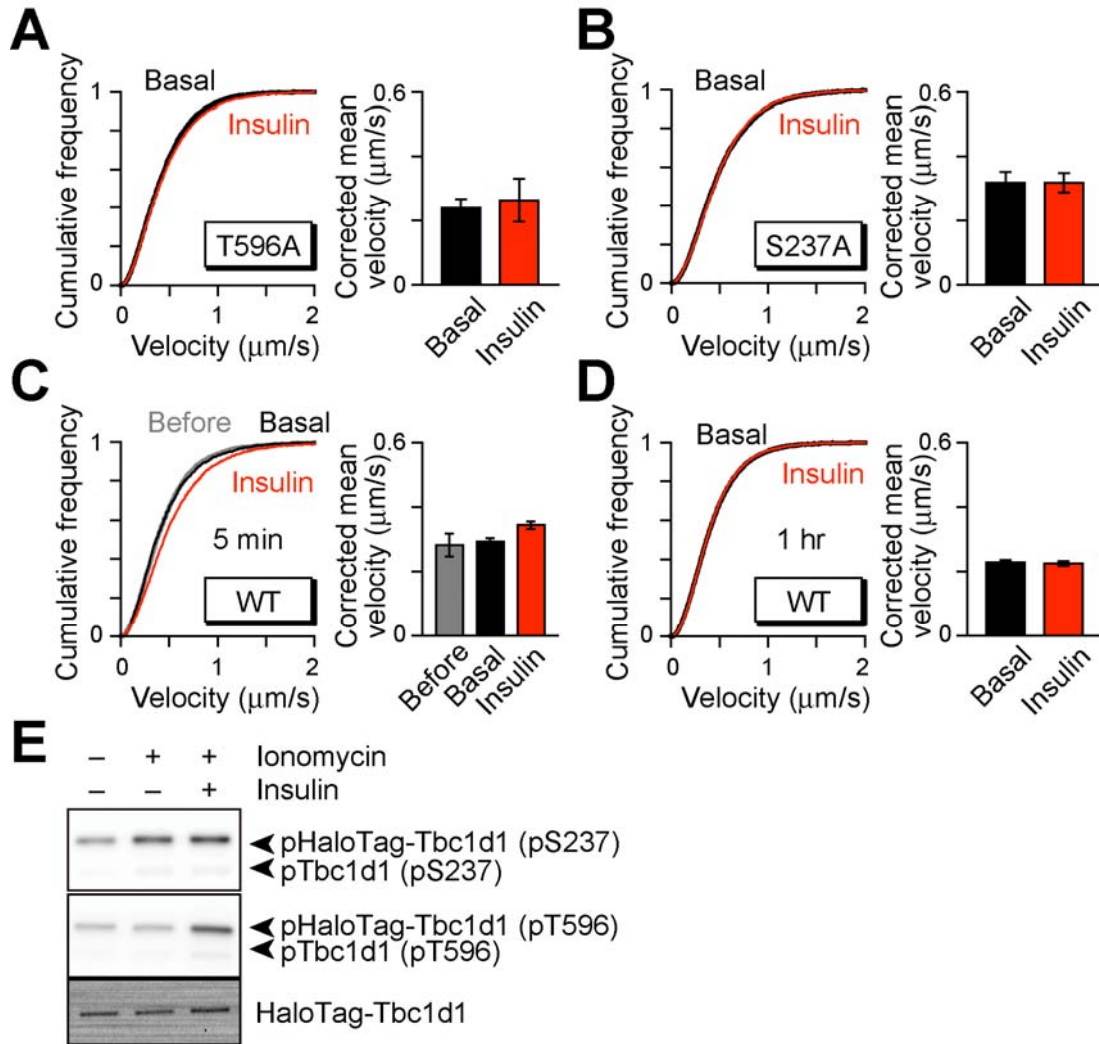 A
Cumulative frequency
1
0
Basal
Insulin
T596A
0
1
2
Velocity (μm/s)
Corrected mean
velocity (μm/s)
0.6
0
Basal
Insulin
B
Cumulative frequency
1
0
Basal
Insulin
S237A
0
1
2
Velocity (μm/s)
Corrected mean
velocity (μm/s)
0.6
0
Basal
Insulin
C
Cumulative frequency
1
0
Before
Basal
Insulin
5 min
WT
0
1
2
Velocity (μm/s)
Corrected mean
velocity (μm/s)
0.6
0
Before
Basal
Insulin
D
Cumulative frequency
1
0
Basal
Insulin
1 hr
WT
0
1
2
Velocity (μm/s)
Corrected mean
velocity (μm/s)
0.6
0
Basal
Insulin
E
– + + Ionomycin
– – + Insulin
pHaloTag-Tbc1d1 (pS237)
pTbc1d1 (pS237)
pHaloTag-Tbc1d1 (pT596)
pTbc1d1 (pT596)
HaloTag-Tbc1d1